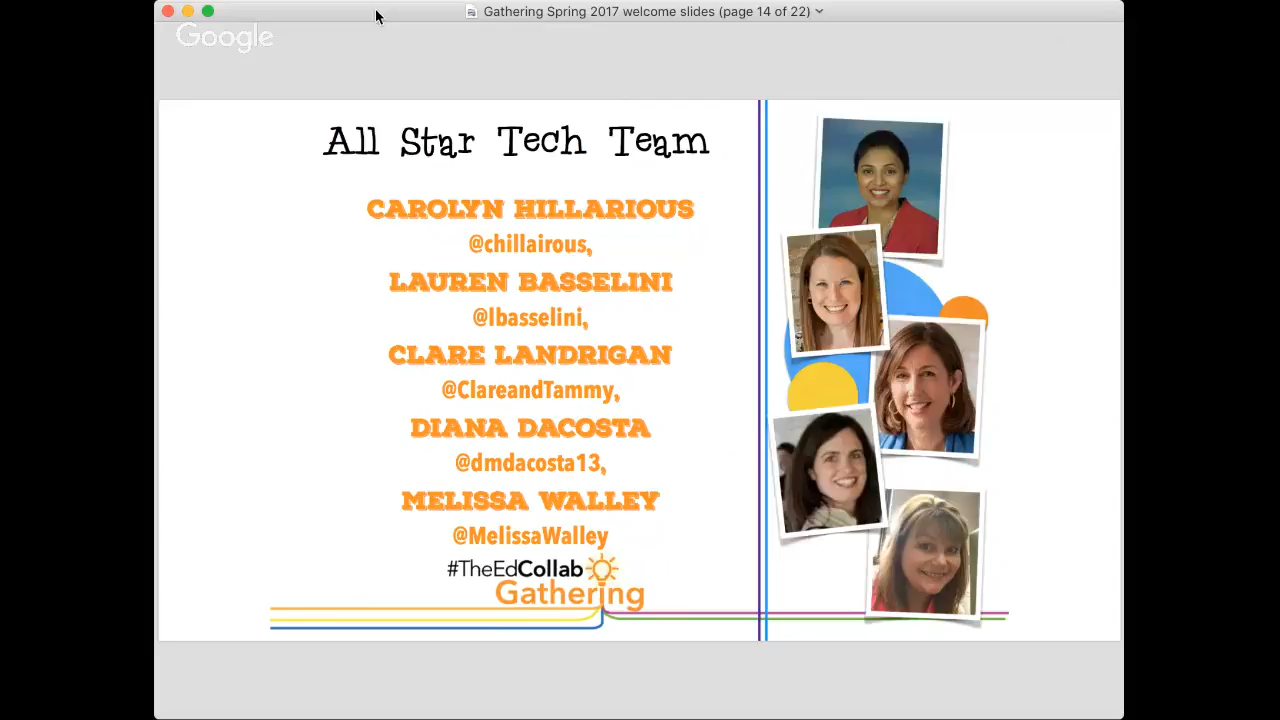 Gathering Spring 2017 welcome slides (page 14 of 22)
Google
All Star Tech Team
CAROLYN HILLARIOUS
@chillairous,
LAUREN BASSELINI
@lbasselini,
CLARE LANDRIGAN
@ClareandTammy,
DIANA DACOSTA
@dmdacosta13,
MELISSA WALLEY
@MelissaWalley
#TheEdCollab
Gathering